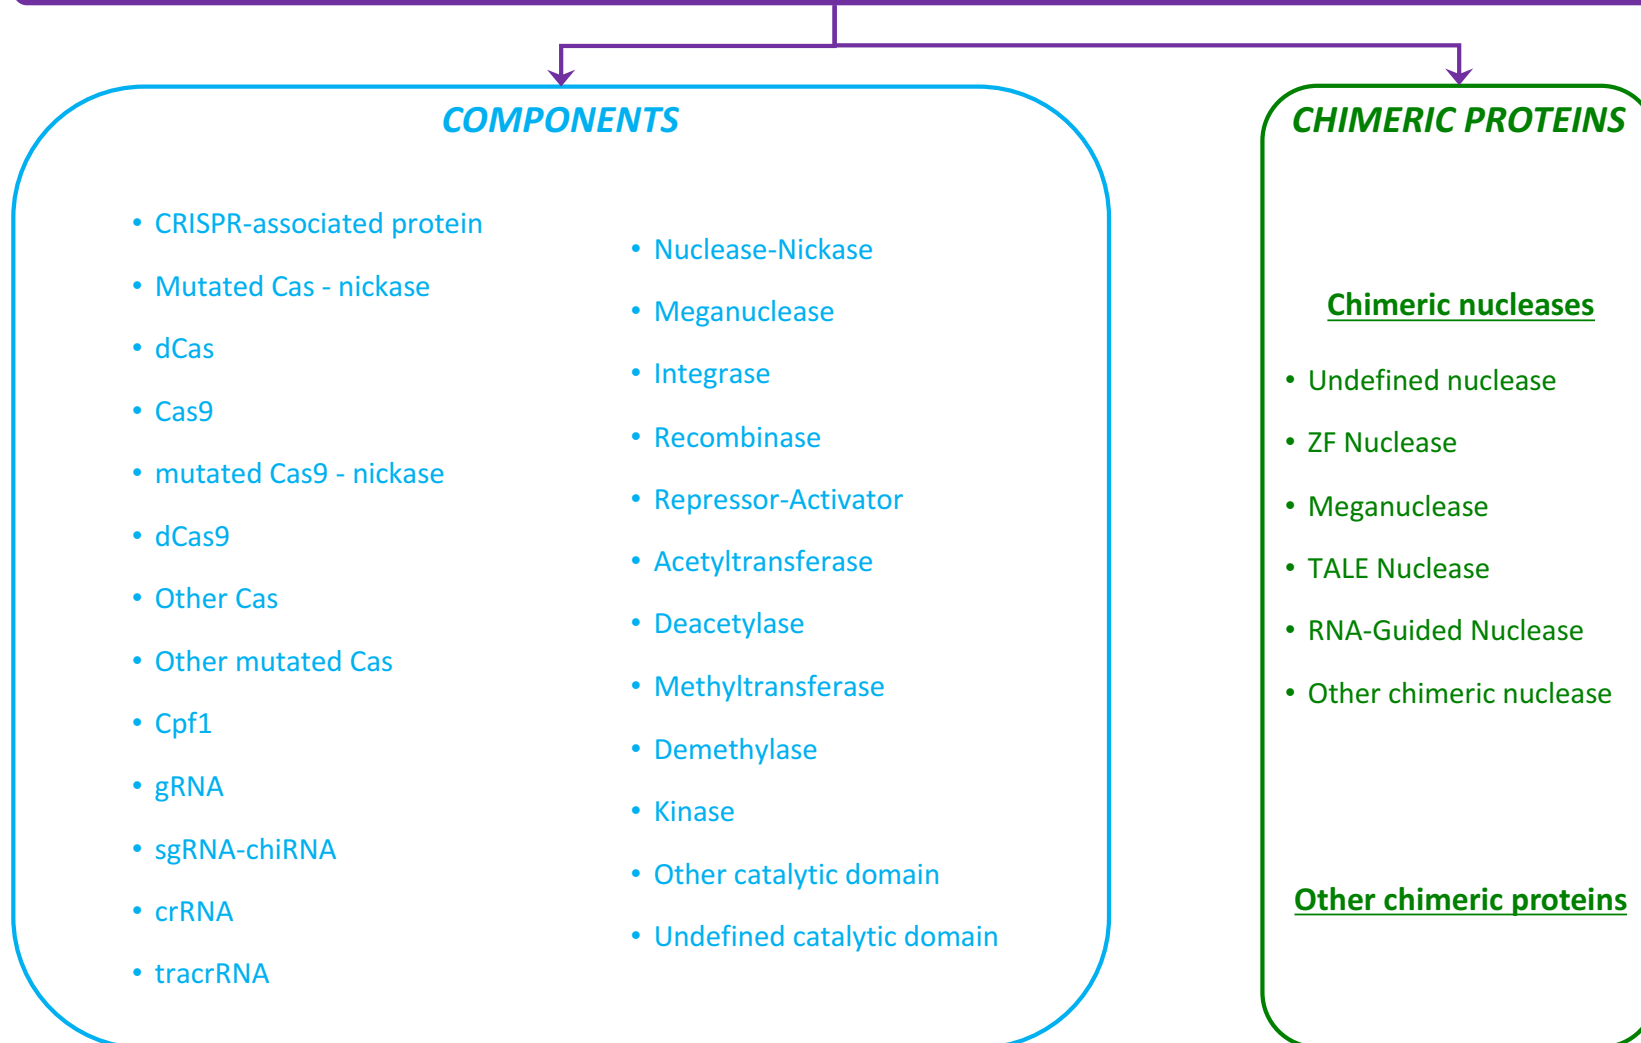 COMPONENTS
• CRISPR-associated protein
• Mutated Cas - nickase
• dCas
• Cas9
• mutated Cas9 - nickase
• dCas9
• Other Cas
• Other mutated Cas
• Cpf1
• gRNA
• sgRNA-chiRNA
• crRNA
• tracrRNA
• Nuclease-Nickase
• Meganuclease
• Integrase
• Recombinase
• Repressor-Activator
• Acetyltransferase
• Deacetylase
• Methyltransferase
• Demethylase
• Kinase
• Other catalytic domain
• Undefined catalytic domain
CHIMERIC PROTEINS
Chimeric nucleases
• Undefined nuclease
• ZF Nuclease
• Meganuclease
• TALE Nuclease
• RNA-Guided Nuclease
• Other chimeric nuclease
Other chimeric proteins